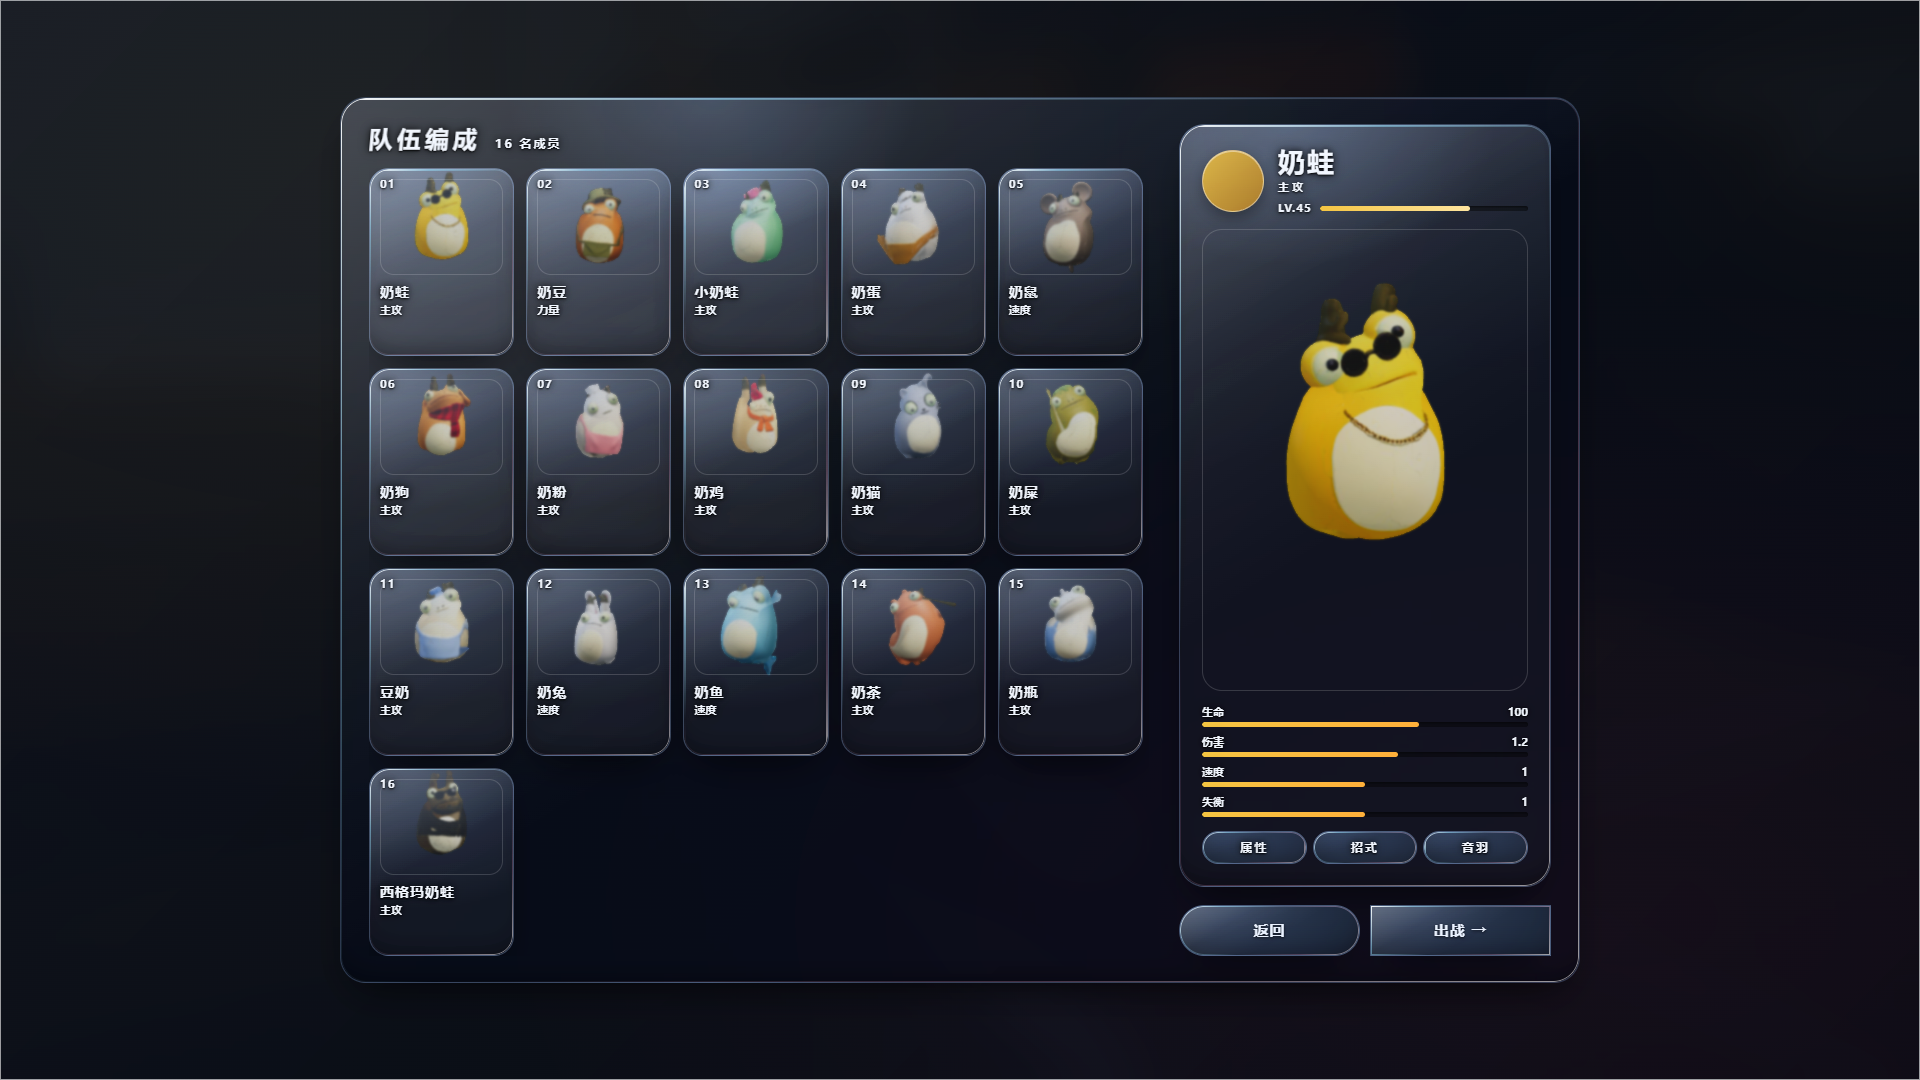 队伍编成 16 名成员
01
奶蛙
主攻
02
奶豆
力量
03
小奶蛙
主攻
04
奶蛋
主攻
05
奶鼠
速度
06
奶狗
主攻
07
奶粉
主攻
08
奶鸡
主攻
09
奶猫
主攻
10
奶屎
主攻
11
豆奶
主攻
12
奶兔
速度
13
奶鱼
速度
14
奶茶
主攻
15
奶瓶
主攻
16
西格玛奶蛙
主攻
奶蛙
主攻
LV.45
生命 100
伤害 1.2
速度 1
失衡 1
属性 招式 音羽
返回 出战 →